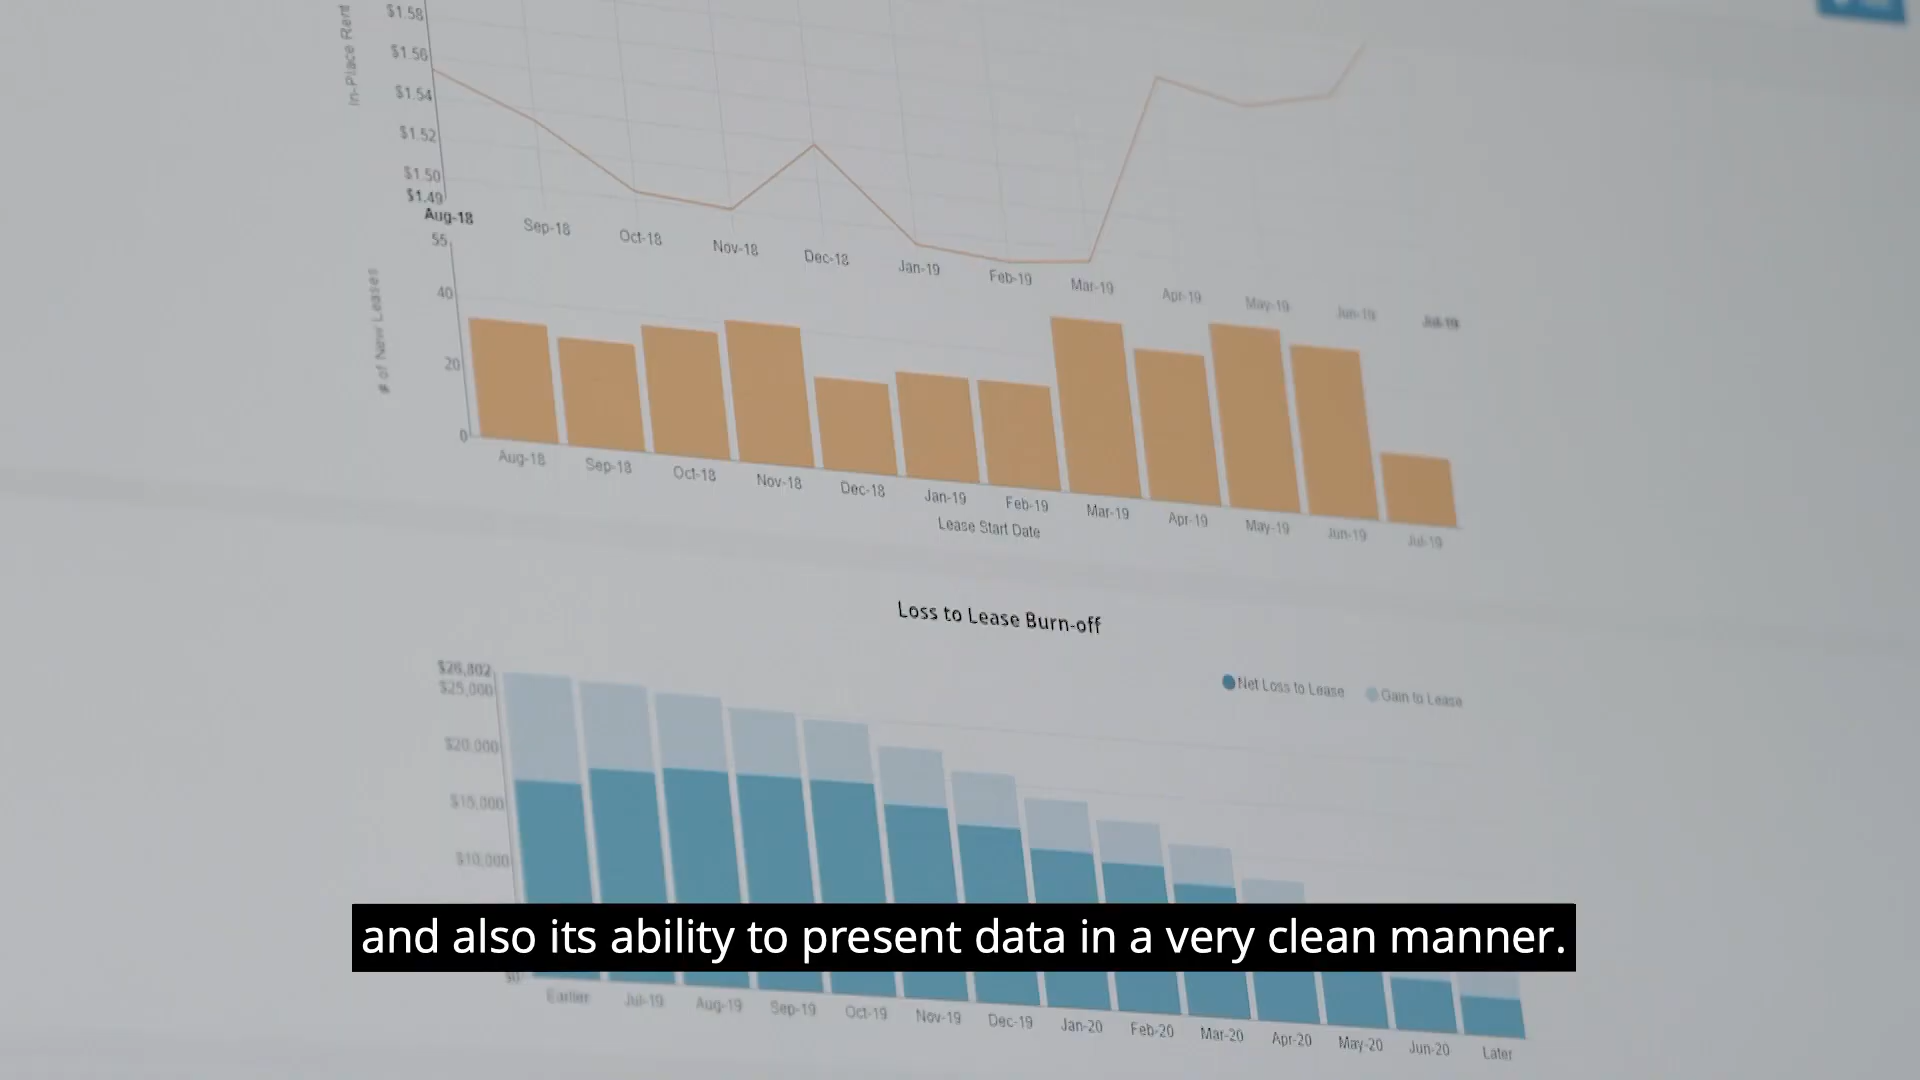 $1.58
$1.56
$1.54
$1.52
$1.50
$1.49
In-Place Rent
Aug-18 Sep-18 Oct-18 Nov-18 Dec-18 Jan-19 Feb-19 Mar-19 Apr-19 May-19 Jun-19 Jul-19
55
40
20
0
# of New Leases
Aug-18 Sep-18 Oct-18 Nov-18 Dec-18 Jan-19 Feb-19 Mar-19 Apr-19 May-19 Jun-19 Jul-19
Lease Start Date
Loss to Lease Burn-off
Net Loss to Lease Gain to Lease
$26,802
$25,000
$20,000
$15,000
$10,000
and also its ability to present data in a very clean manner.
$0
Earlier Jul-19 Aug-19 Sep-19 Oct-19 Nov-19 Dec-19 Jan-20 Feb-20 Mar-20 Apr-20 May-20 Jun-20 Later